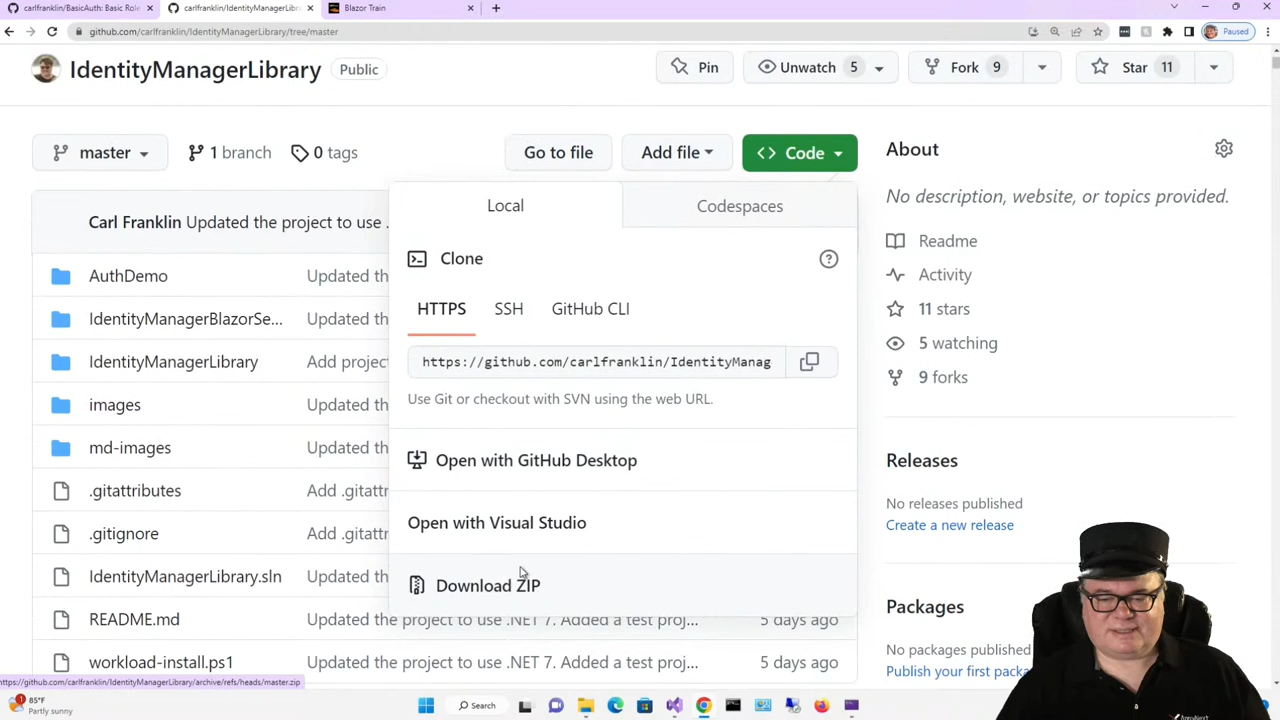 carlfranklin/BasicAuth: Basic Role
carlfranklin/IdentityManagerLibra
Blazor Train
github.com/carlfranklin/IdentityManagerLibrary/tree/master
Paused
IdentityManagerLibrary
Public
Pin
Unwatch 5
Fork 9
Star 11
master
1 branch
0 tags
Go to file
Add file
Code
About
No description, website, or topics provided.
Readme
Activity
11 stars
5 watching
9 forks
Releases
No releases published
Create a new release
Packages
No packages published
Publish your first packa
Local
Codespaces
Clone
HTTPS
SSH
GitHub CLI
https://github.com/carlfranklin/IdentityManag
Use Git or checkout with SVN using the web URL.
Open with GitHub Desktop
Open with Visual Studio
Download ZIP
Carl Franklin Updated the project to use .
AuthDemo Updated the
IdentityManagerBlazorSe... Updated the
IdentityManagerLibrary Add projec
images Updated the
md-images Updated the
.gitattributes Add .gitattr
.gitignore Add .gitattr
IdentityManagerLibrary.sln Updated the
README.md Updated the project to use .NET 7. Added a test proj... 5 days ago
workload-install.ps1 Updated the project to use .NET 7. Added a test proj... 5 days ago
https://github.com/carlfranklin/IdentityManagerLibrary/archive/refs/heads/master.zip
1
85°F
Partly sunny
Search